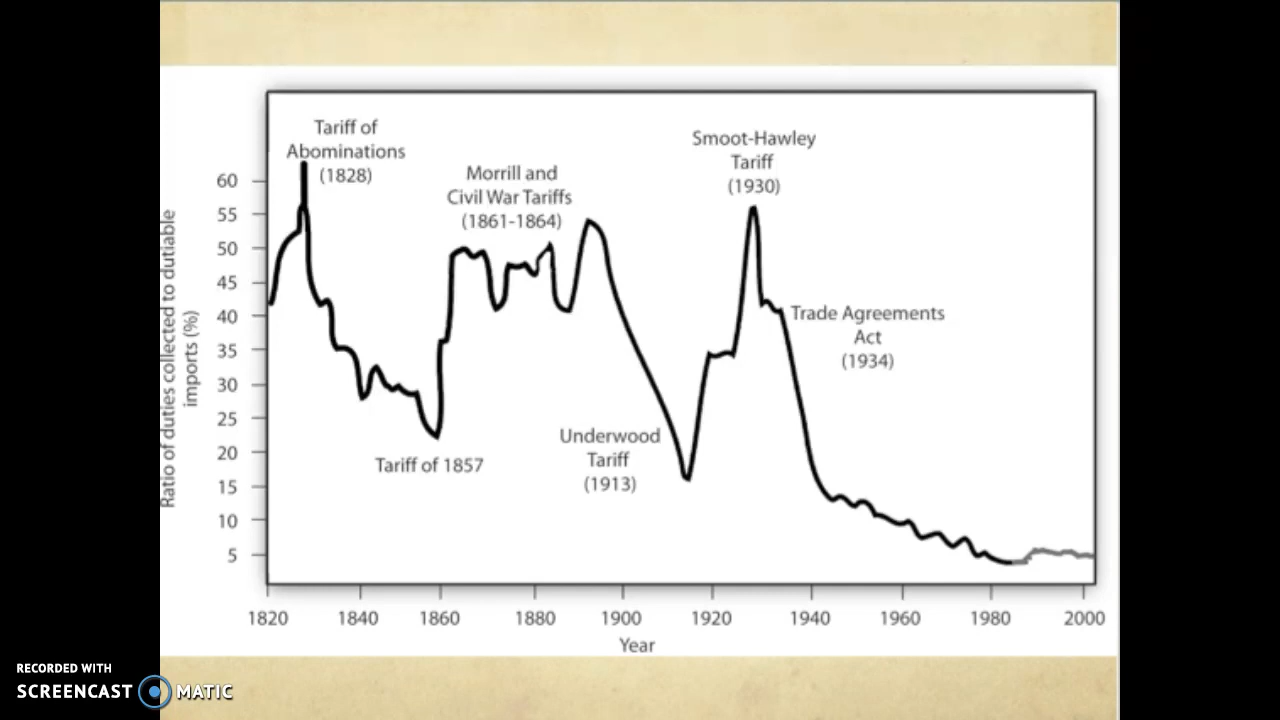 Tariff of
Abominations
(1828)
Morrill and
Civil War Tariffs
(1861-1864)
Smoot-Hawley
Tariff
(1930)
Trade Agreements
Act
(1934)
Underwood
Tariff
(1913)
Tariff of 1857
Ratio of duties collected to dutiable
imports (%)
60
55
50
45
40
35
30
25
20
15
10
5
1820 1840 1860 1880 1900 1920 1940 1960 1980 2000
Year
RECORDED WITH
SCREENCAST MATIC